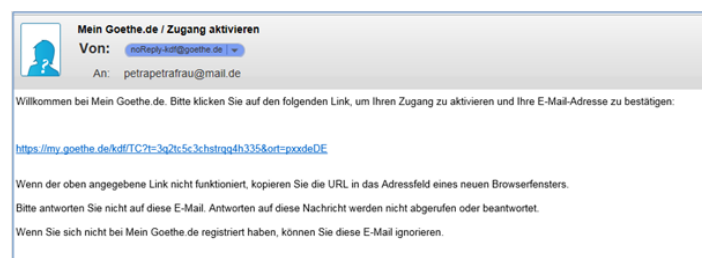 Mein Goethe.de / Zugang aktivieren
Von: noReply-kdf@goethe.de
An: petrapetrafrau@mail.de
Willkommen bei Mein Goethe.de. Bitte klicken Sie auf den folgenden Link, um Ihren Zugang zu aktivieren und Ihre E-Mail-Adresse zu bestätigen:
https://my.goethe.de/kdf/TC?t=3q2tc5c3chstrqq4h335&ort=pxxdeDE
Wenn der oben angegebene Link nicht funktioniert, kopieren Sie die URL in das Adressfeld eines neuen Browserfensters.
Bitte antworten Sie nicht auf diese E-Mail. Antworten auf diese Nachricht werden nicht abgerufen oder beantwortet.
Wenn Sie sich nicht bei Mein Goethe.de registriert haben, können Sie diese E-Mail ignorieren.